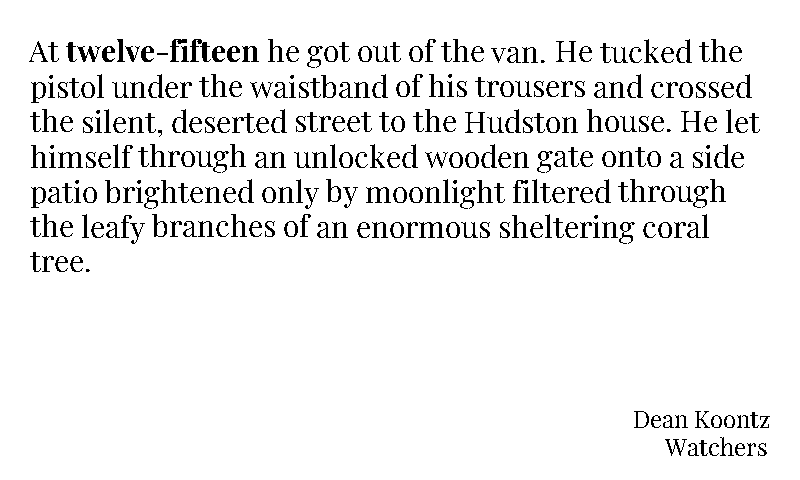 At twelve-fifteen he got out of the van. He tucked the
pistol under the waistband of his trousers and crossed
the silent, deserted street to the Hudston house. He let
himself through an unlocked wooden gate onto a side
patio brightened only by moonlight filtered through
the leafy branches of an enormous sheltering coral
tree.
Dean Koontz
Watchers